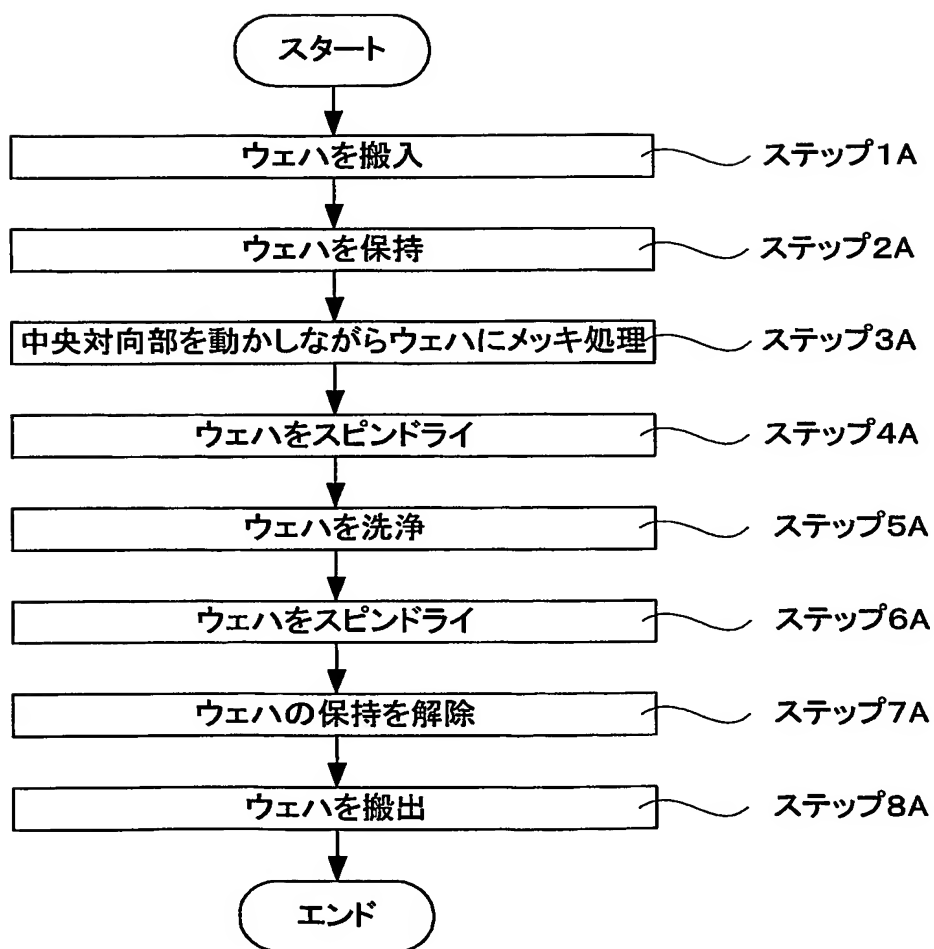 スタート
ウェハを搬入 ステップ1A
ウェハを保持 ステップ2A
中央対向部を動かしながらウェハにメッキ処理 ステップ3A
ウェハをスピンドライ ステップ4A
ウェハを洗浄 ステップ5A
ウェハをスピンドライ ステップ6A
ウェハの保持を解除 ステップ7A
ウェハを搬出 ステップ8A
エンド